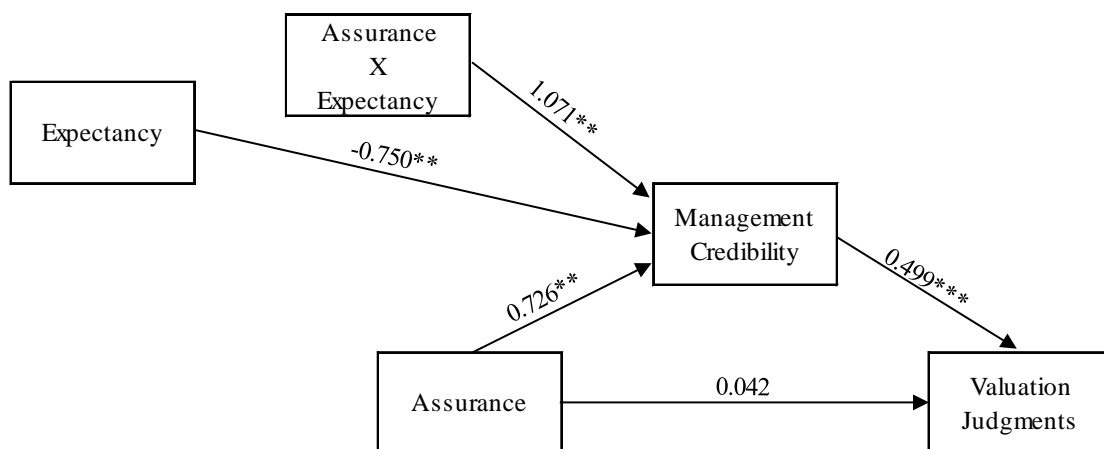 Assurance
X
Expectancy
Expectancy
1.071**
-0.750**
Management
Credibility
0.726**
0.499***
Assurance
0.042
Valuation
Judgments